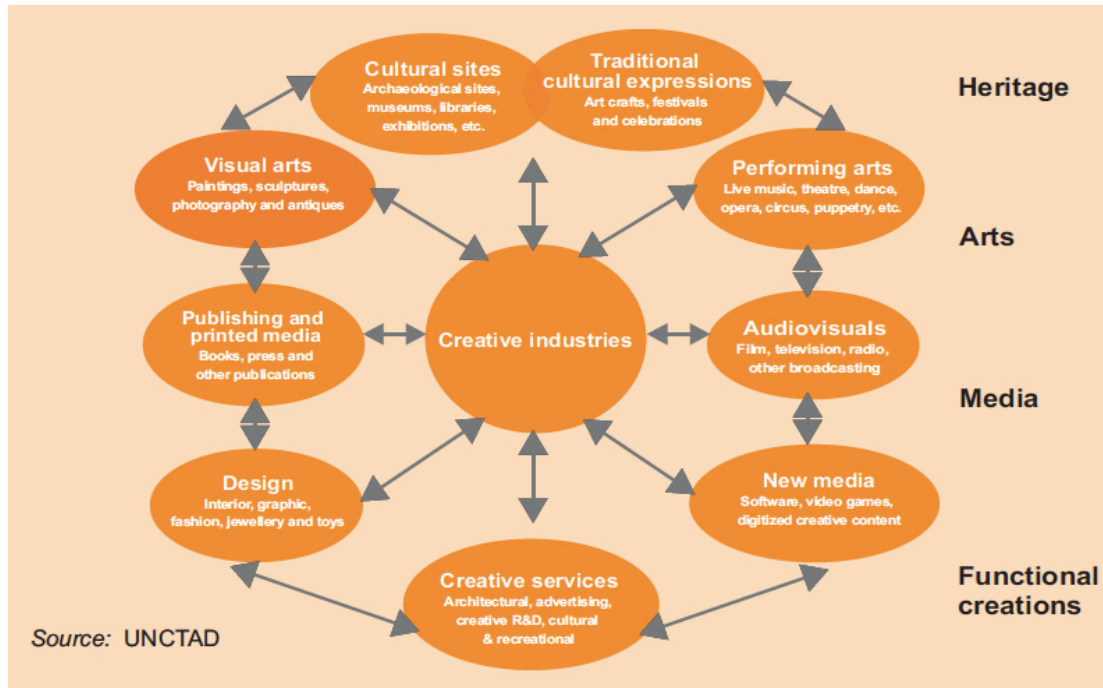 Cultural sites
Archaeological sites,
museums, libraries,
exhibitions, etc.
Traditional
cultural expressions
Art crafts, festivals
and celebrations
Heritage
Visual arts
Paintings, sculptures,
photography and antiques
Performing arts
Live music, theatre, dance,
opera, circus, puppetry, etc.
Arts
Publishing and
printed media
Books, press and
other publications
Creative industries
Audiovisuals
Film, television, radio,
other broadcasting
Media
Design
Interior, graphic,
fashion, jewellery and toys
New media
Software, video games,
digitized creative content
Creative services
Architectural, advertising,
creative R&D, cultural
& recreational
Functional
creations
Source: UNCTAD